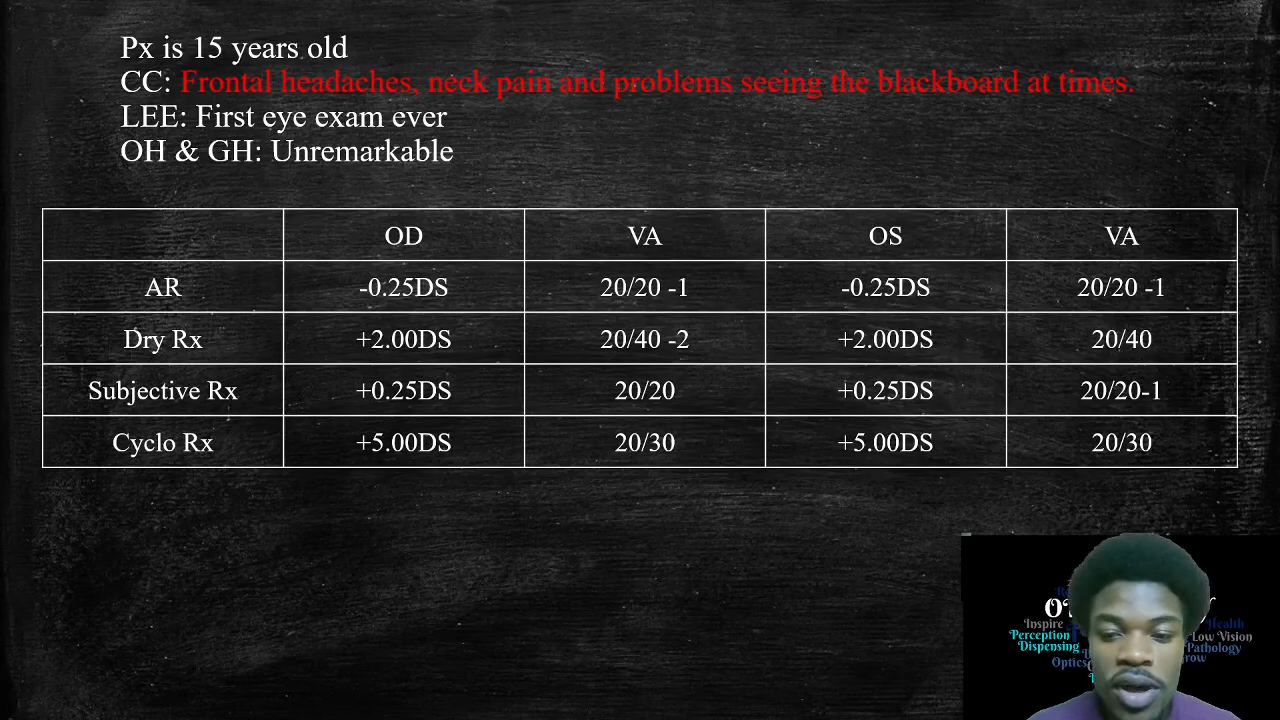 Px is 15 years old
CC: Frontal headaches, neck pain and problems seeing the blackboard at times.
LEE: First eye exam ever
OH & GH: Unremarkable
OD VA OS VA
AR -0.25DS 20/20 -1 -0.25DS 20/20 -1
Dry Rx +2.00DS 20/40 -2 +2.00DS 20/40
Subjective Rx +0.25DS 20/20 +0.25DS 20/20-1
Cyclo Rx +5.00DS 20/30 +5.00DS 20/30
Inspire Health
Perception Low Vision
Dispensing Pathology
Optics